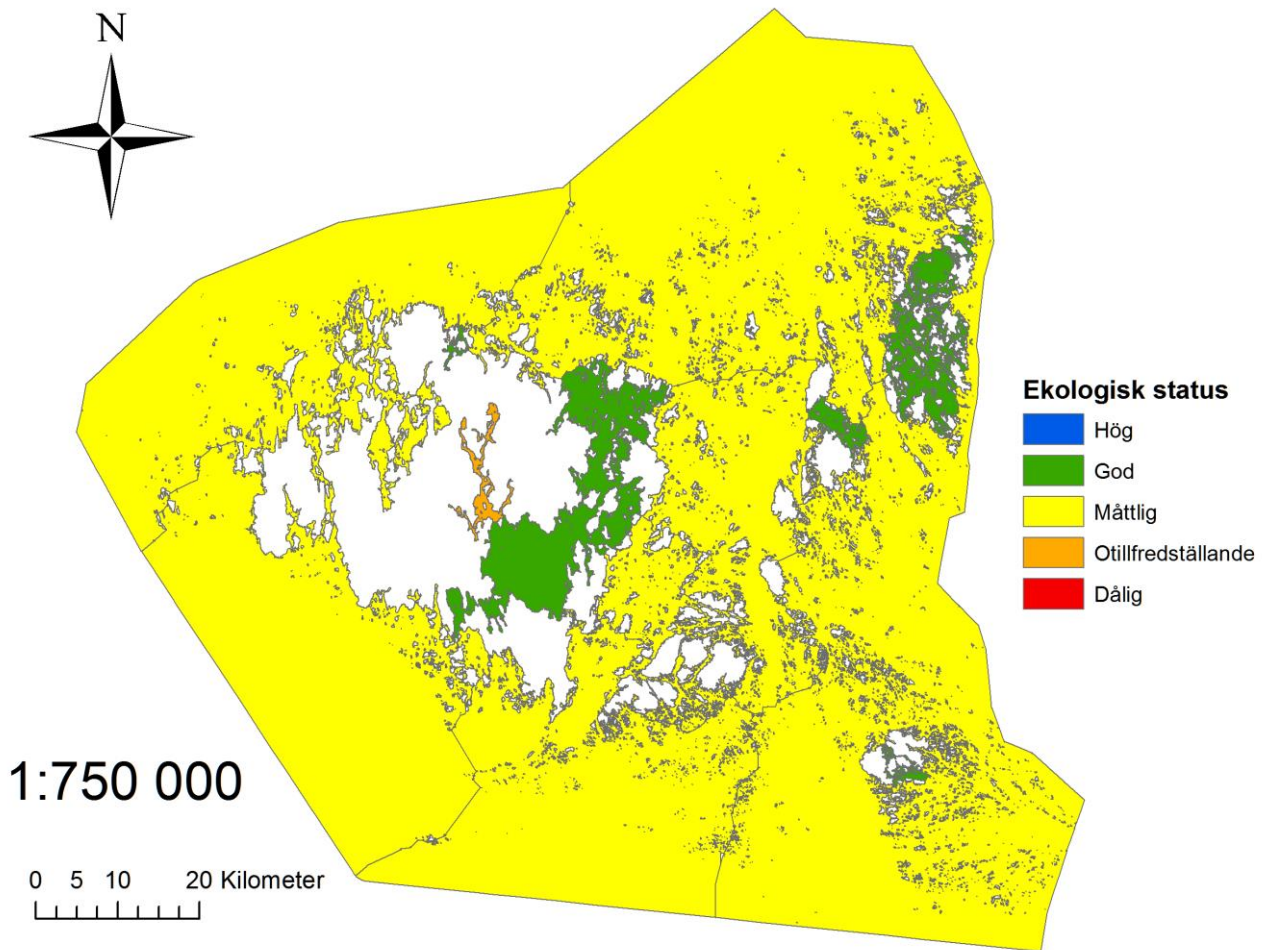 N
Ekologisk status
Hög
God
Måttlig
Otillfredställande
Dålig
1:750 000
0 5 10 20 Kilometer